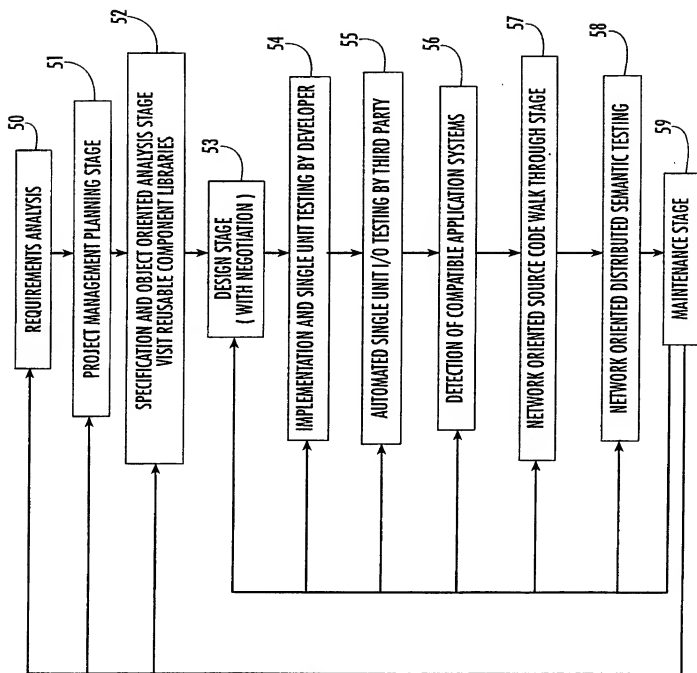 50
REQUIREMENTS ANALYSIS
51
PROJECT MANAGEMENT PLANNING STAGE
52
SPECIFICATION AND OBJECT ORIENTED ANALYSIS STAGE
VISIT REUSABLE COMPONENT LIBRARIES
53
DESIGN STAGE
( WITH NEGOTIATION )
54
IMPLEMENTATION AND SINGLE UNIT TESTING BY DEVELOPER
55
AUTOMATED SINGLE UNIT I/O TESTING BY THIRD PARTY
56
DETECTION OF COMPATIBLE APPLICATION SYSTEMS
57
NETWORK ORIENTED SOURCE CODE WALK THROUGH STAGE
58
NETWORK ORIENTED DISTRIBUTED SEMANTIC TESTING
59
MAINTENANCE STAGE